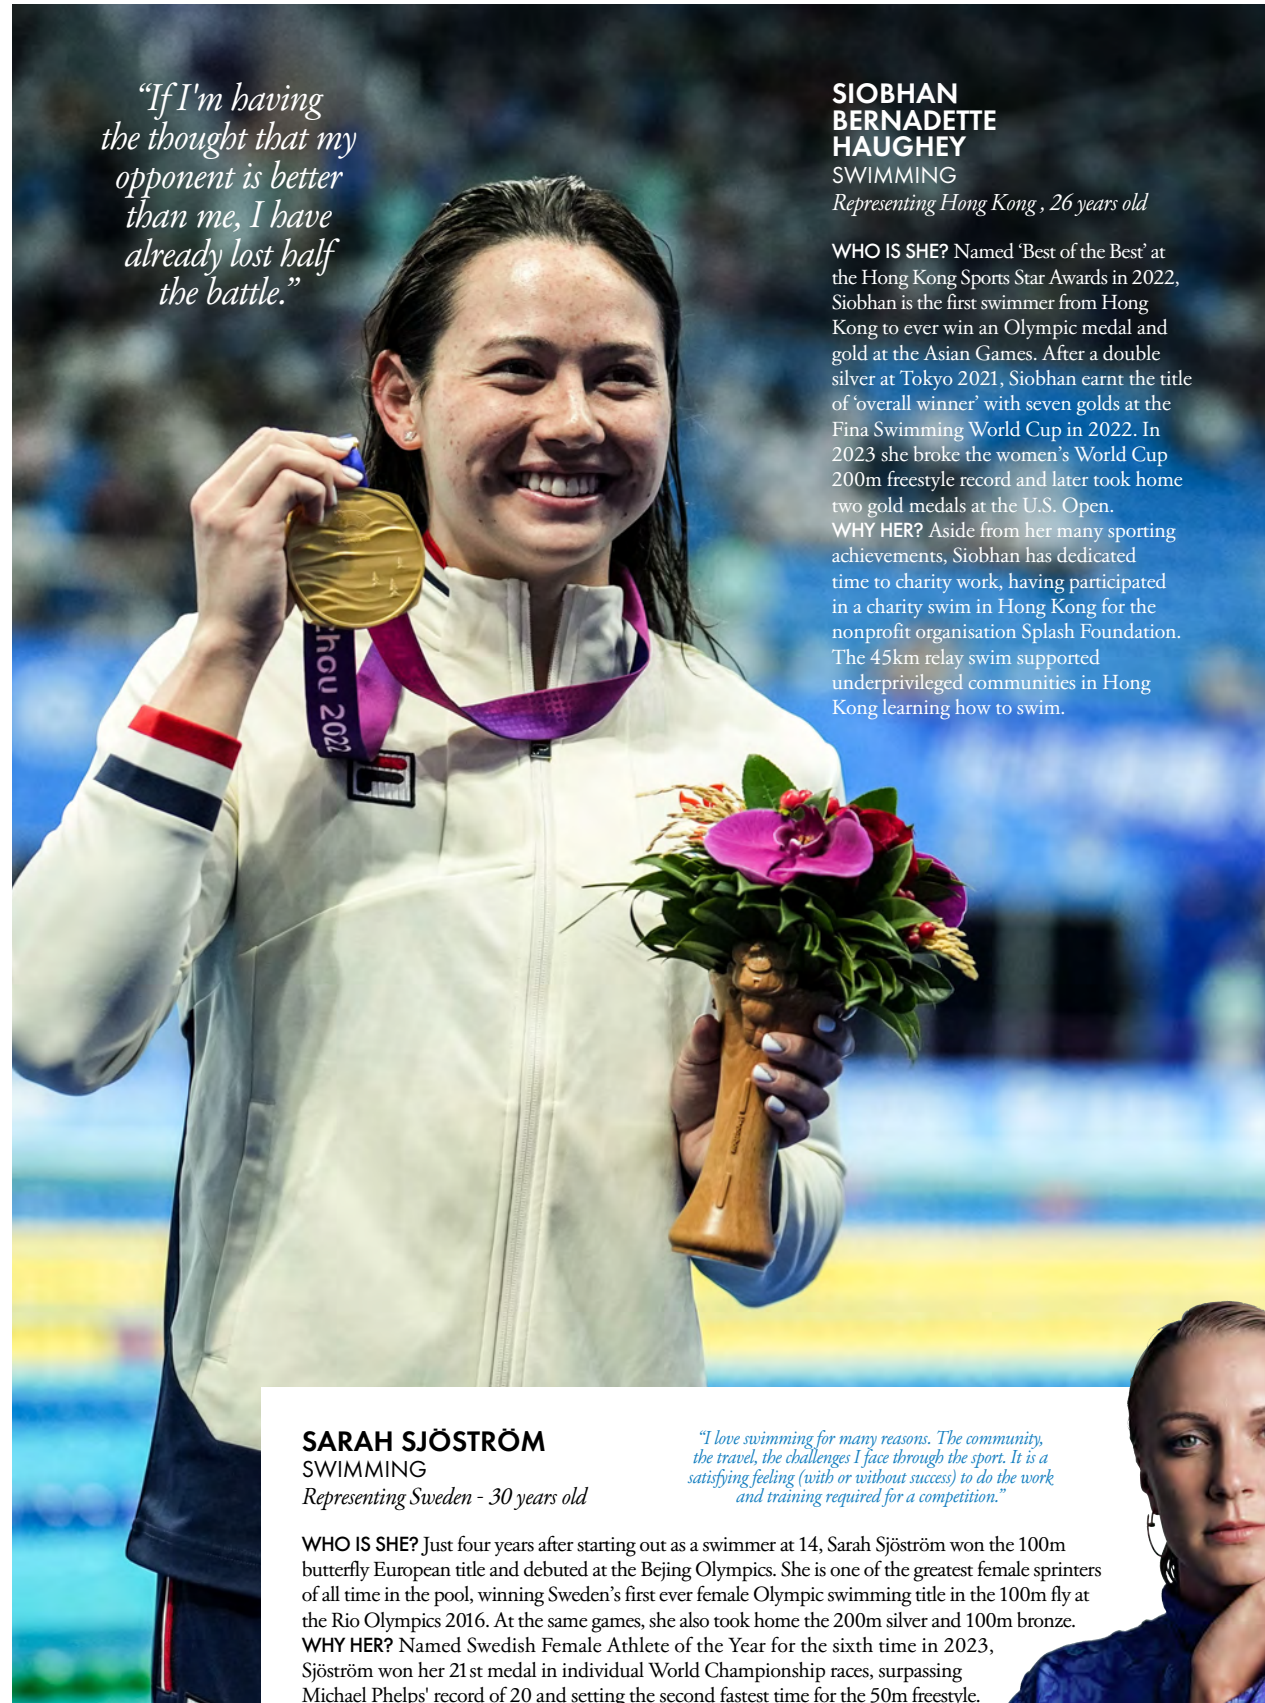 “If I'm having
the thought that my
opponent is better
than me, I have
already lost half
the battle.”
SIOBHAN
BERNADETTE
HAUGHEY
SWIMMING
Representing Hong Kong , 26 years old
WHO IS SHE? Named ‘Best of the Best’ at
the Hong Kong Sports Star Awards in 2022,
Siobhan is the first swimmer from Hong
Kong to ever win an Olympic medal and
gold at the Asian Games. After a double
silver at Tokyo 2021, Siobhan earnt the title
of ‘overall winner’ with seven golds at the
Fina Swimming World Cup in 2022. In
2023 she broke the women’s World Cup
200m freestyle record and later took home
two gold medals at the U.S. Open.
WHY HER? Aside from her many sporting
achievements, Siobhan has dedicated
time to charity work, having participated
in a charity swim in Hong Kong for the
nonprofit organisation Splash Foundation.
The 45km relay swim supported
underprivileged communities in Hong
Kong learning how to swim.
hou 2022
SARAH SJÖSTRÖM
SWIMMING
Representing Sweden - 30 years old
“I love swimming for many reasons. The community,
the travel, the challenges I face through the sport. It is a
satisfying feeling (with or without success) to do the work
and training required for a competition.”
WHO IS SHE? Just four years after starting out as a swimmer at 14, Sarah Sjöström won the 100m
butterfly European title and debuted at the Bejing Olympics. She is one of the greatest female sprinters
of all time in the pool, winning Sweden’s first ever female Olympic swimming title in the 100m fly at
the Rio Olympics 2016. At the same games, she also took home the 200m silver and 100m bronze.
WHY HER? Named Swedish Female Athlete of the Year for the sixth time in 2023,
Sjöström won her 21st medal in individual World Championship races, surpassing
Michael Phelps' record of 20 and setting the second fastest time for the 50m freestyle.